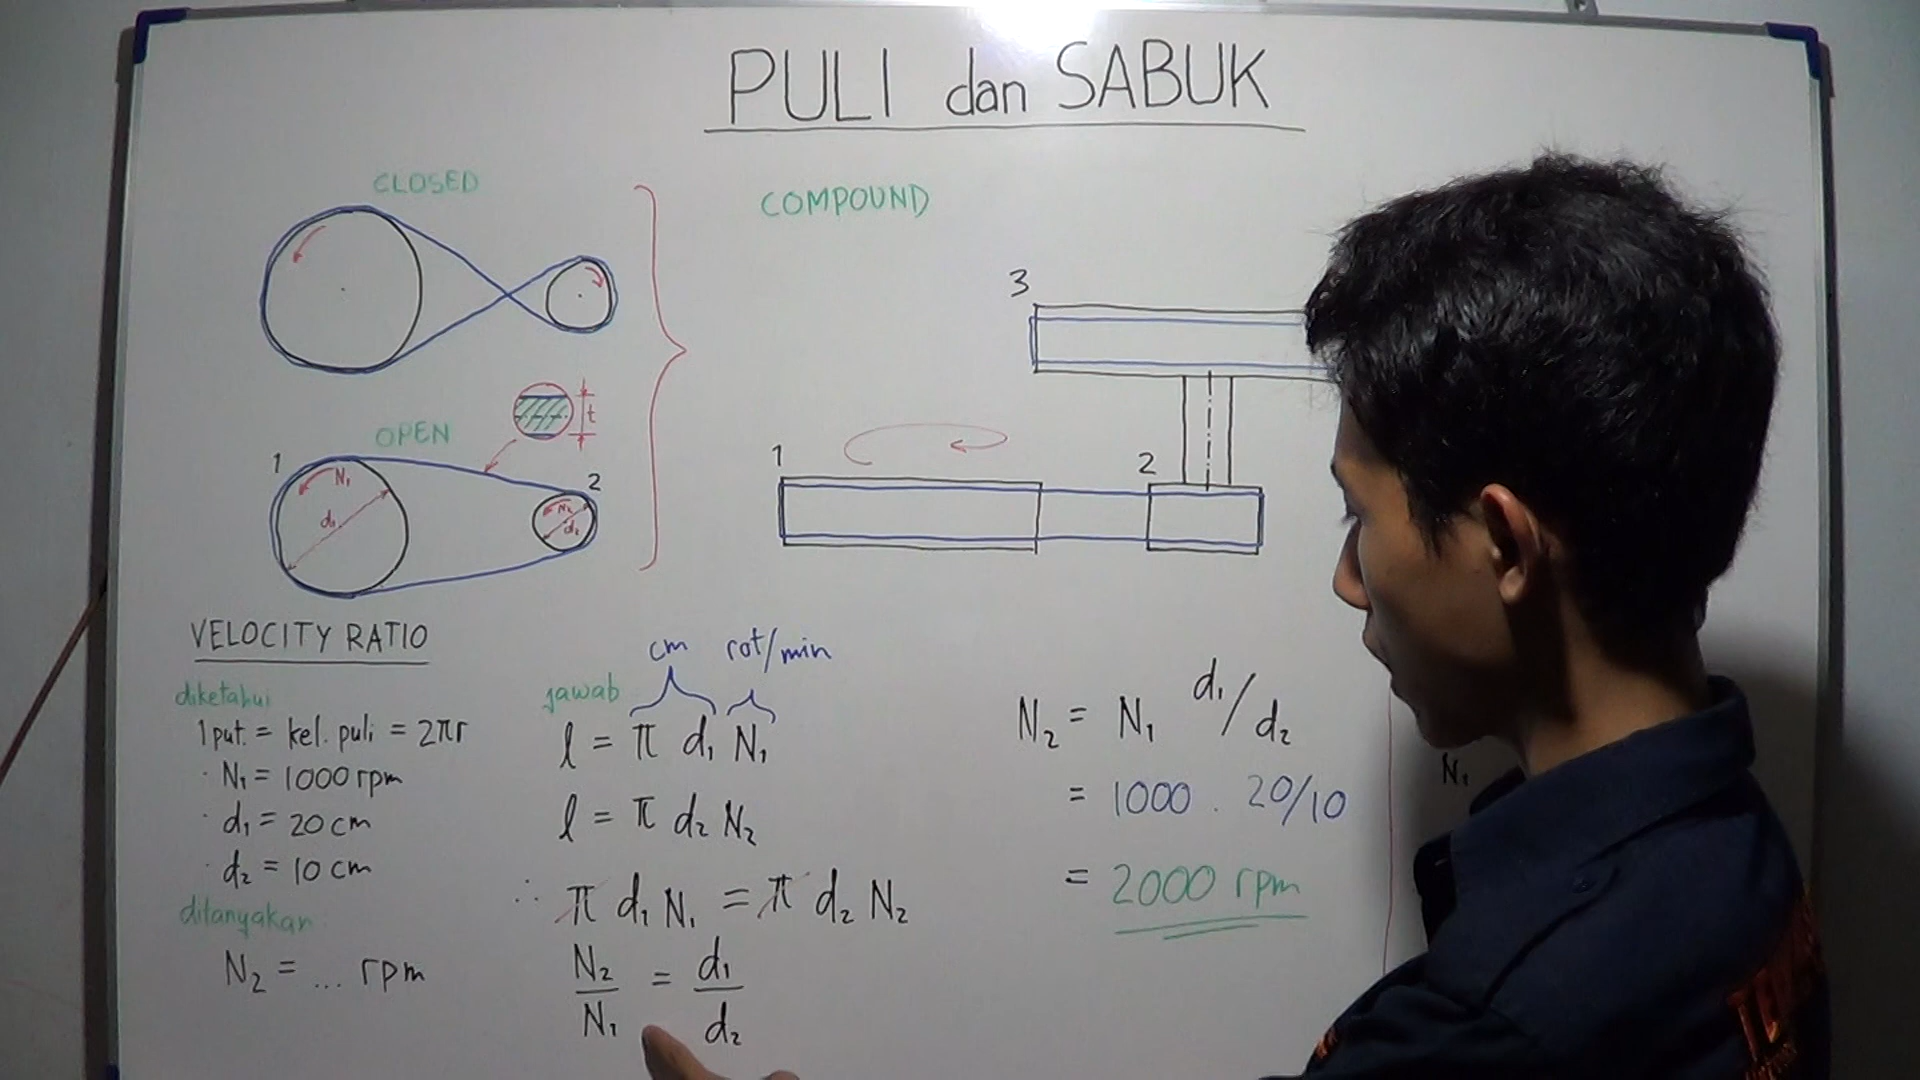 PULI dan SABUK
CLOSED
OPEN
t
1
N₁
d₁
2
N₂
d₂
COMPOUND
3
1
2
VELOCITY RATIO
diketahui
1 put. = kel. puli = 2πr
· N₁ = 1000 rpm
· d₁ = 20 cm
· d₂ = 10 cm
ditanyakan
N₂ = ... rpm
cm rot/min
jawab
l = π d₁ N₁
l = π d₂ N₂
∴ π d₁ N₁ = π d₂ N₂
N₂/N₁ = d₁/d₂
N₂ = N₁ d₁/d₂
= 1000 . 20/10
= 2000 rpm
N₁